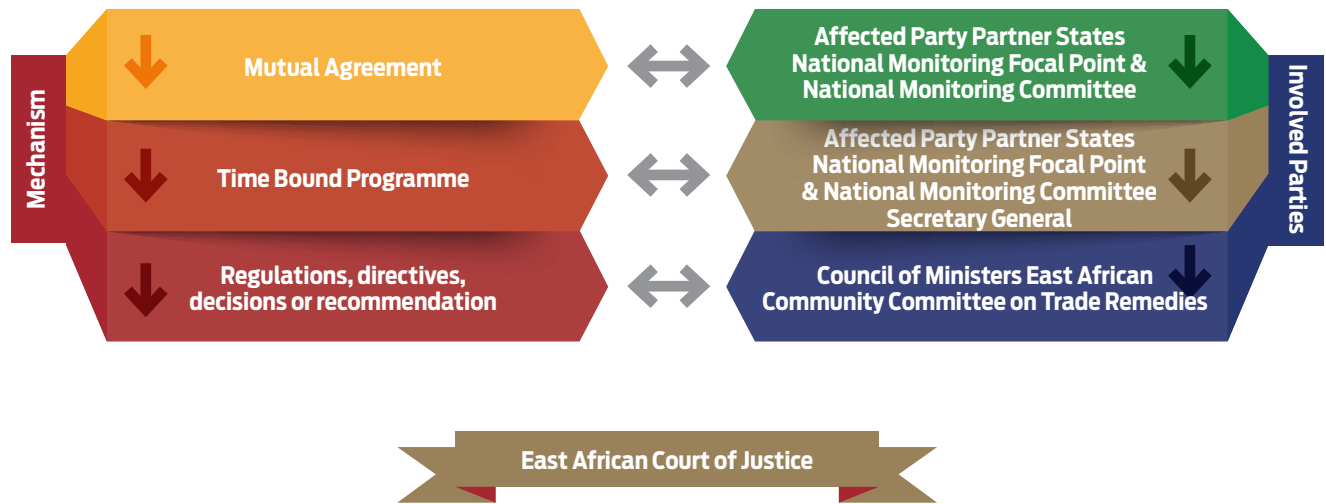 Mechanism
Mutual Agreement
Affected Party Partner States
National Monitoring Focal Point &
National Monitoring Committee
Time Bound Programme
Affected Party Partner States
National Monitoring Focal Point
& National Monitoring Committee
Secretary General
Regulations, directives,
decisions or recommendation
Council of Ministers East African
Community Committee on Trade Remedies
Involved Parties
East African Court of Justice